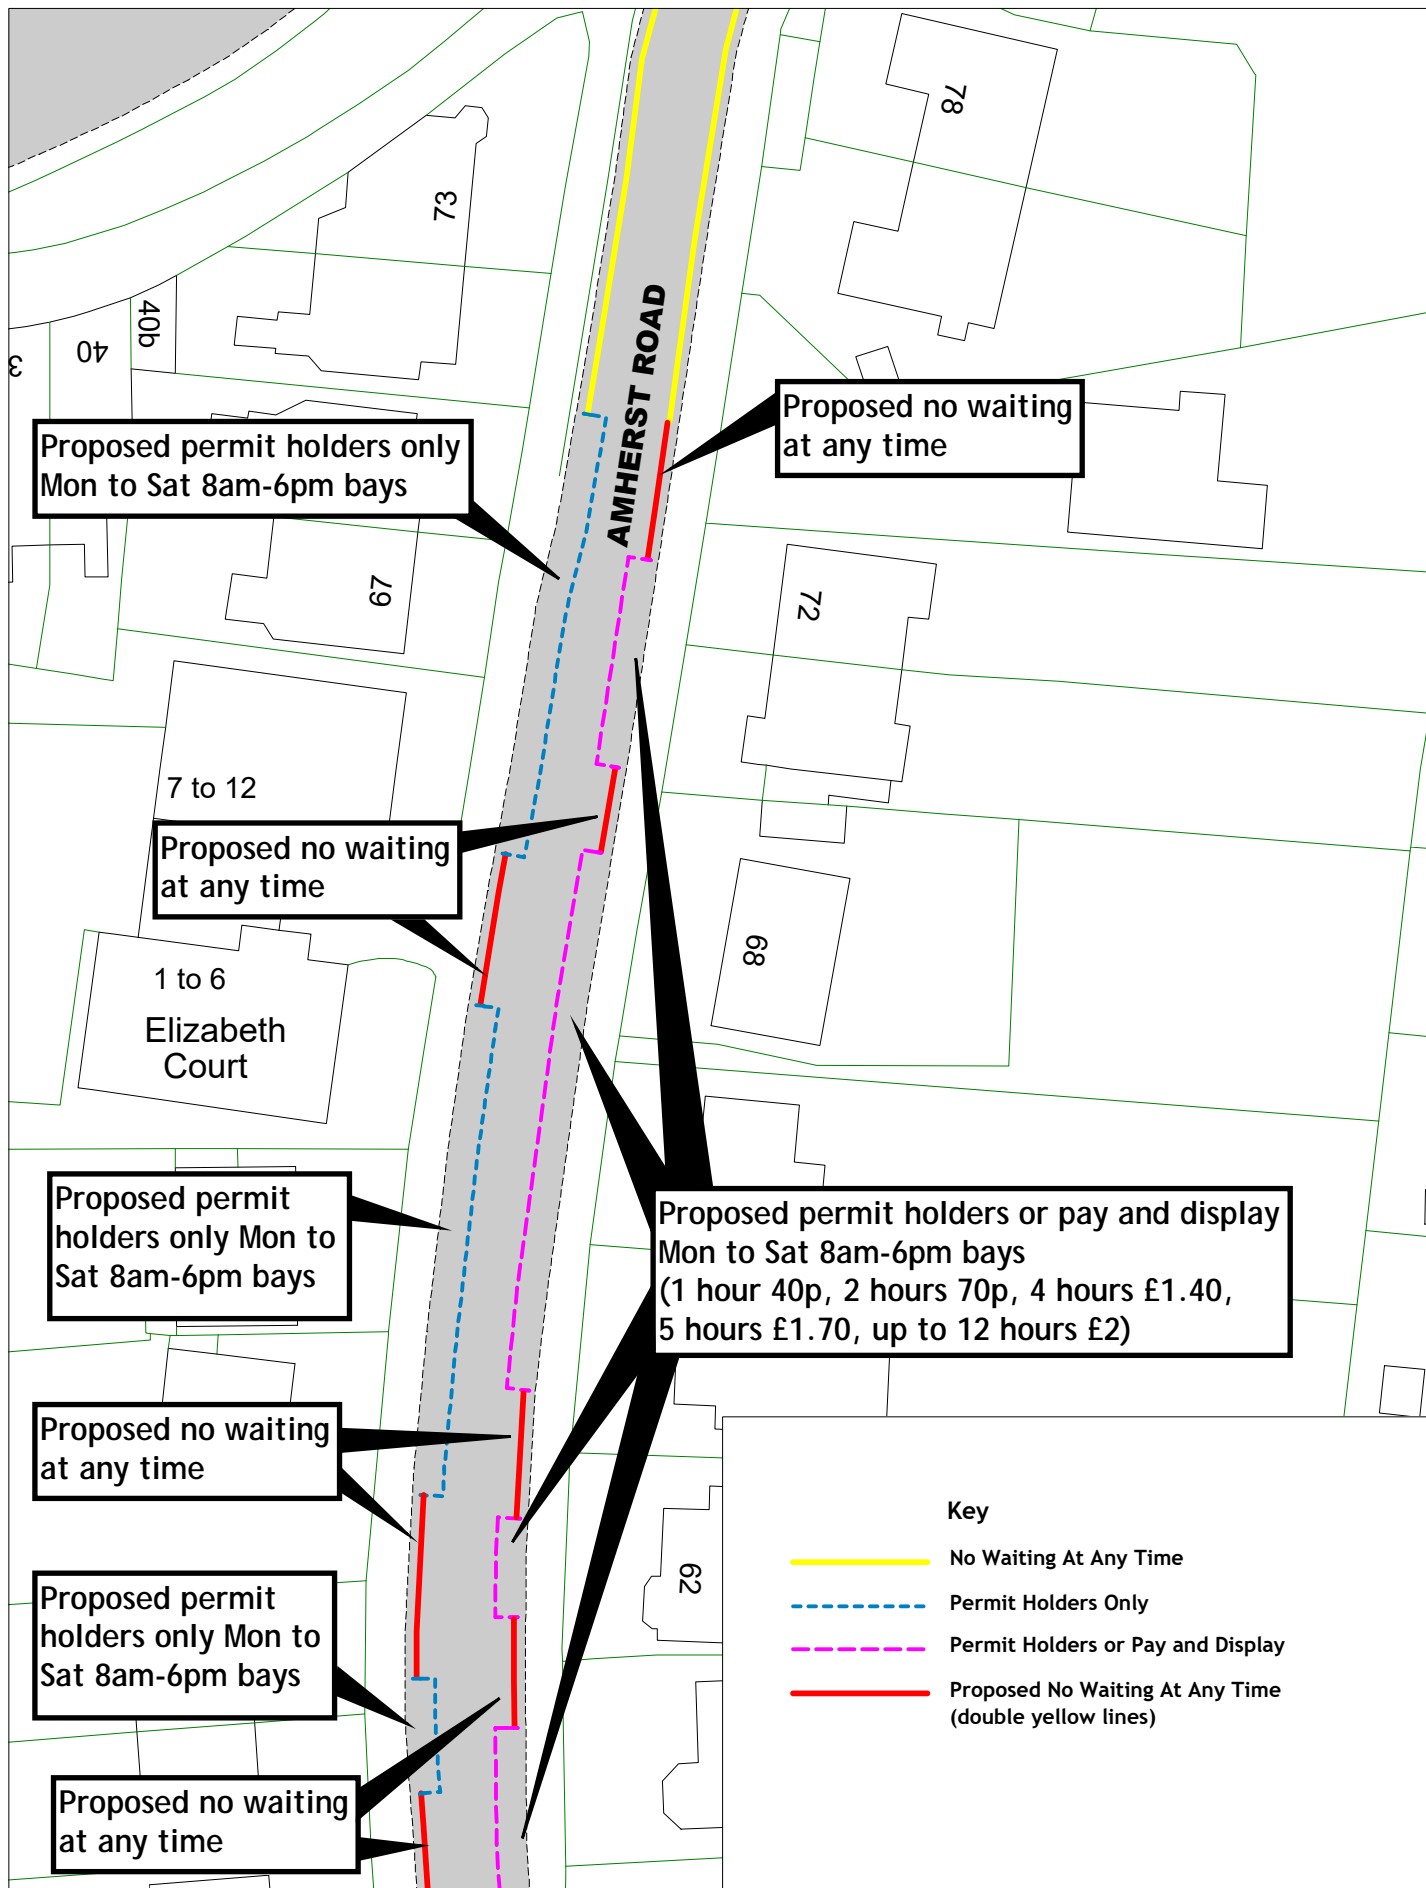 78
73
40b
40
3
AMHERST ROAD
Proposed no waiting
at any time
Proposed permit holders only
Mon to Sat 8am-6pm bays
79
72
7 to 12
Proposed no waiting
at any time
68
1 to 6
Elizabeth
Court
Proposed permit
holders only Mon to
Sat 8am-6pm bays
Proposed permit holders or pay and display
Mon to Sat 8am-6pm bays
(1 hour 40p, 2 hours 70p, 4 hours £1.40,
5 hours £1.70, up to 12 hours £2)
Proposed no waiting
at any time
62
Proposed permit
holders only Mon to
Sat 8am-6pm bays
Proposed no waiting
at any time
Key
No Waiting At Any Time
Permit Holders Only
Permit Holders or Pay and Display
Proposed No Waiting At Any Time
(double yellow lines)